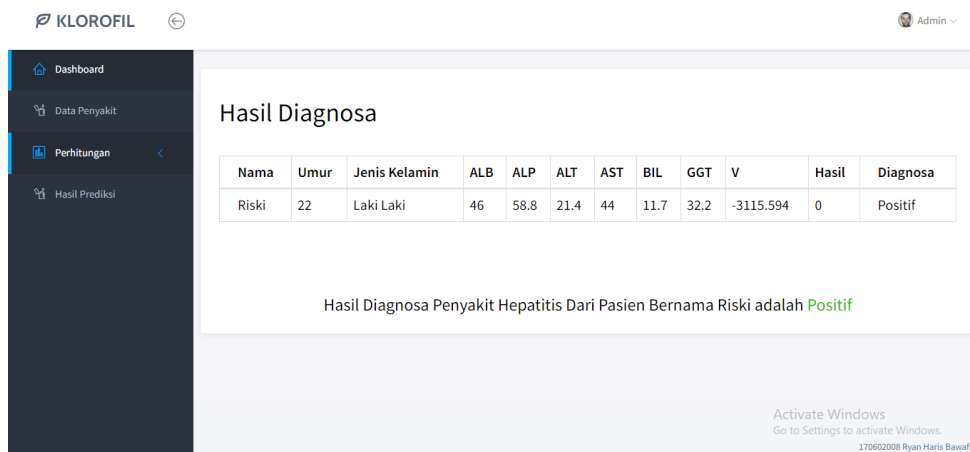 KLOROFIL
Admin
Dashboard
Data Penyakit
Perhitungan
Hasil Prediksi
Hasil Diagnosa
Nama Umur Jenis Kelamin ALB ALP ALT AST BIL GGT V Hasil Diagnosa
Riski 22 Laki Laki 46 58.8 21.4 44 11.7 32.2 -3115.594 0 Positif
Hasil Diagnosa Penyakit Hepatitis Dari Pasien Bernama Riski adalah Positif
Activate Windows
Go to Settings to activate Windows.
170602008 Ryan Haris Bawaf